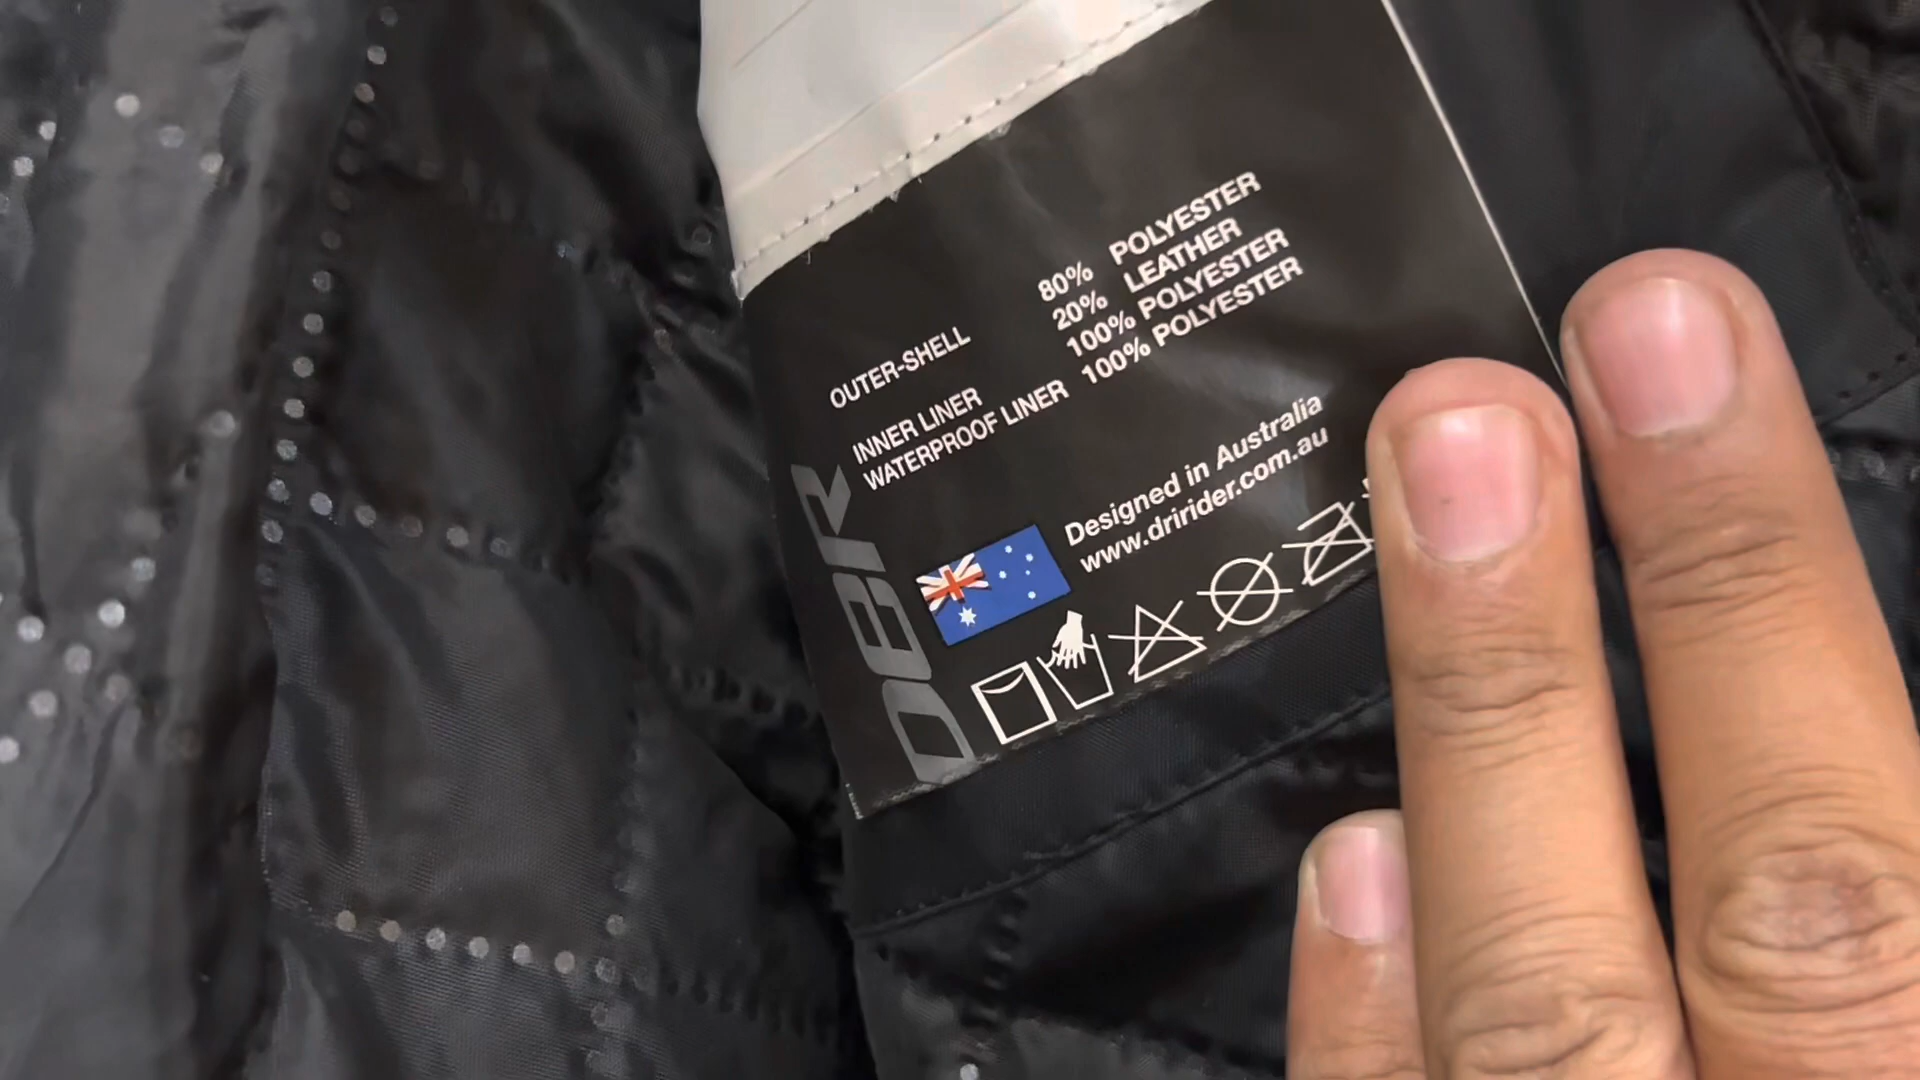 OUTER-SHELL 80% POLYESTER
20% LEATHER
INNER LINER 100% POLYESTER
WATERPROOF LINER 100% POLYESTER
Designed in Australia
www.dririder.com.au